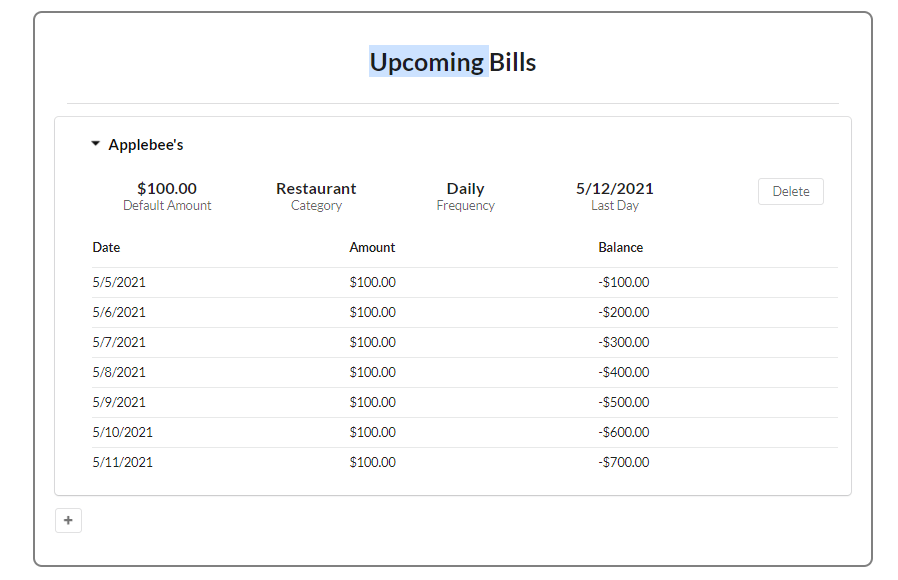 Upcoming Bills
Applebee's
$100.00 Restaurant Daily 5/12/2021 Delete
Default Amount Category Frequency Last Day
Date Amount Balance
5/5/2021 $100.00 -$100.00
5/6/2021 $100.00 -$200.00
5/7/2021 $100.00 -$300.00
5/8/2021 $100.00 -$400.00
5/9/2021 $100.00 -$500.00
5/10/2021 $100.00 -$600.00
5/11/2021 $100.00 -$700.00
+